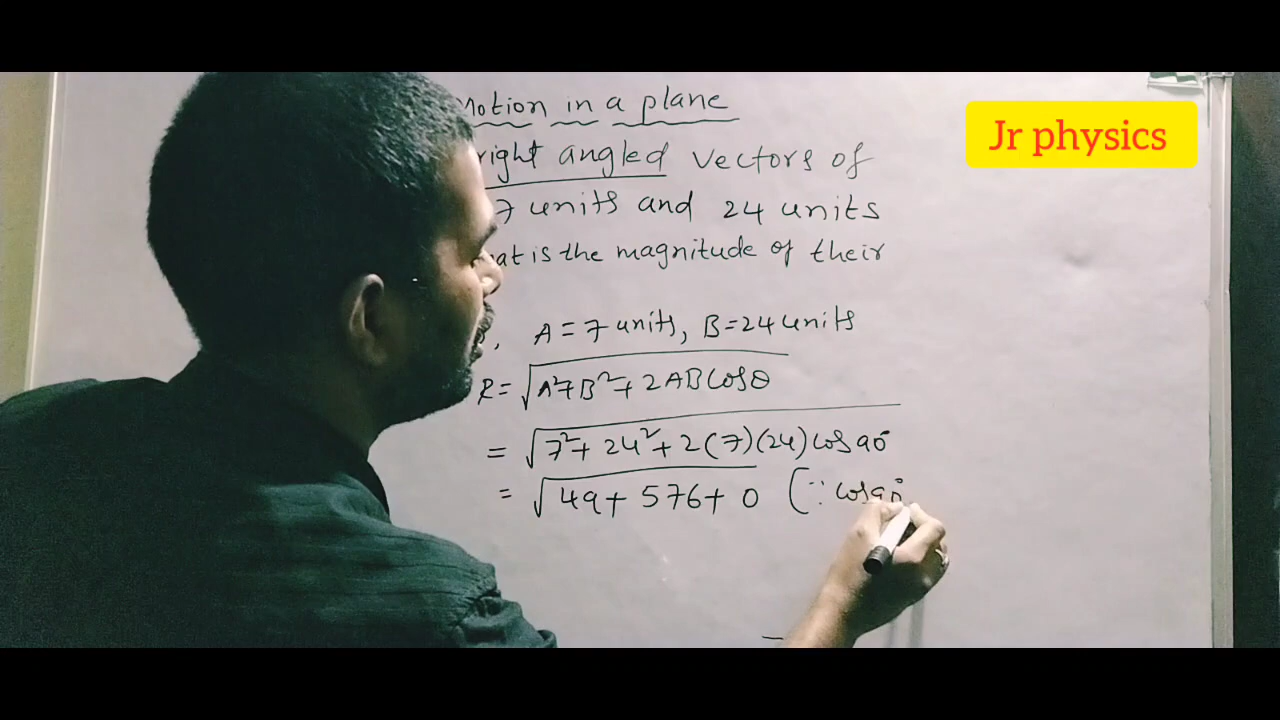 Motion in a plane
Jr physics
right angled vectors of
7 units and 24 units
is the magnitude of their
A = 7 units, B = 24 units
R = √A²+B²+2ABCosθ
= √7²+24²+2(7)(24)cos90°
= √49+576+0 (∵ cos90°